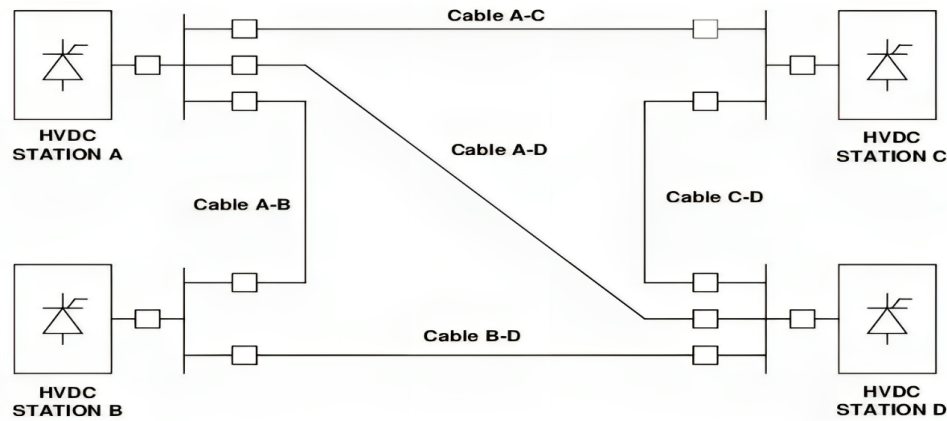 Cable A-C
HVDC
STATION A
HVDC
STATION C
Cable A-D
Cable A-B
Cable C-D
Cable B-D
HVDC
STATION B
HVDC
STATION D